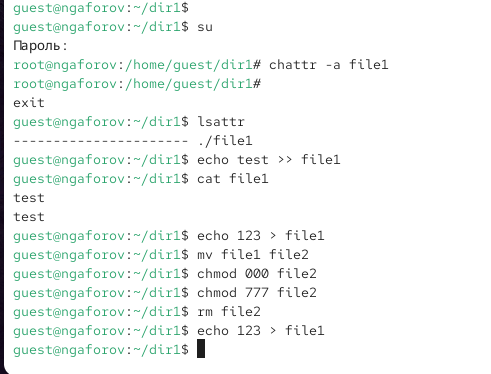 guest@ngaforov:~/dir1$
guest@ngaforov:~/dir1$ su
Пароль:
root@ngaforov:/home/guest/dir1# chattr -a file1
root@ngaforov:/home/guest/dir1#
exit
guest@ngaforov:~/dir1$ lsattr
---------------------- ./file1
guest@ngaforov:~/dir1$ echo test >> file1
guest@ngaforov:~/dir1$ cat file1
test
test
guest@ngaforov:~/dir1$ echo 123 > file1
guest@ngaforov:~/dir1$ mv file1 file2
guest@ngaforov:~/dir1$ chmod 000 file2
guest@ngaforov:~/dir1$ chmod 777 file2
guest@ngaforov:~/dir1$ rm file2
guest@ngaforov:~/dir1$ echo 123 > file1
guest@ngaforov:~/dir1$